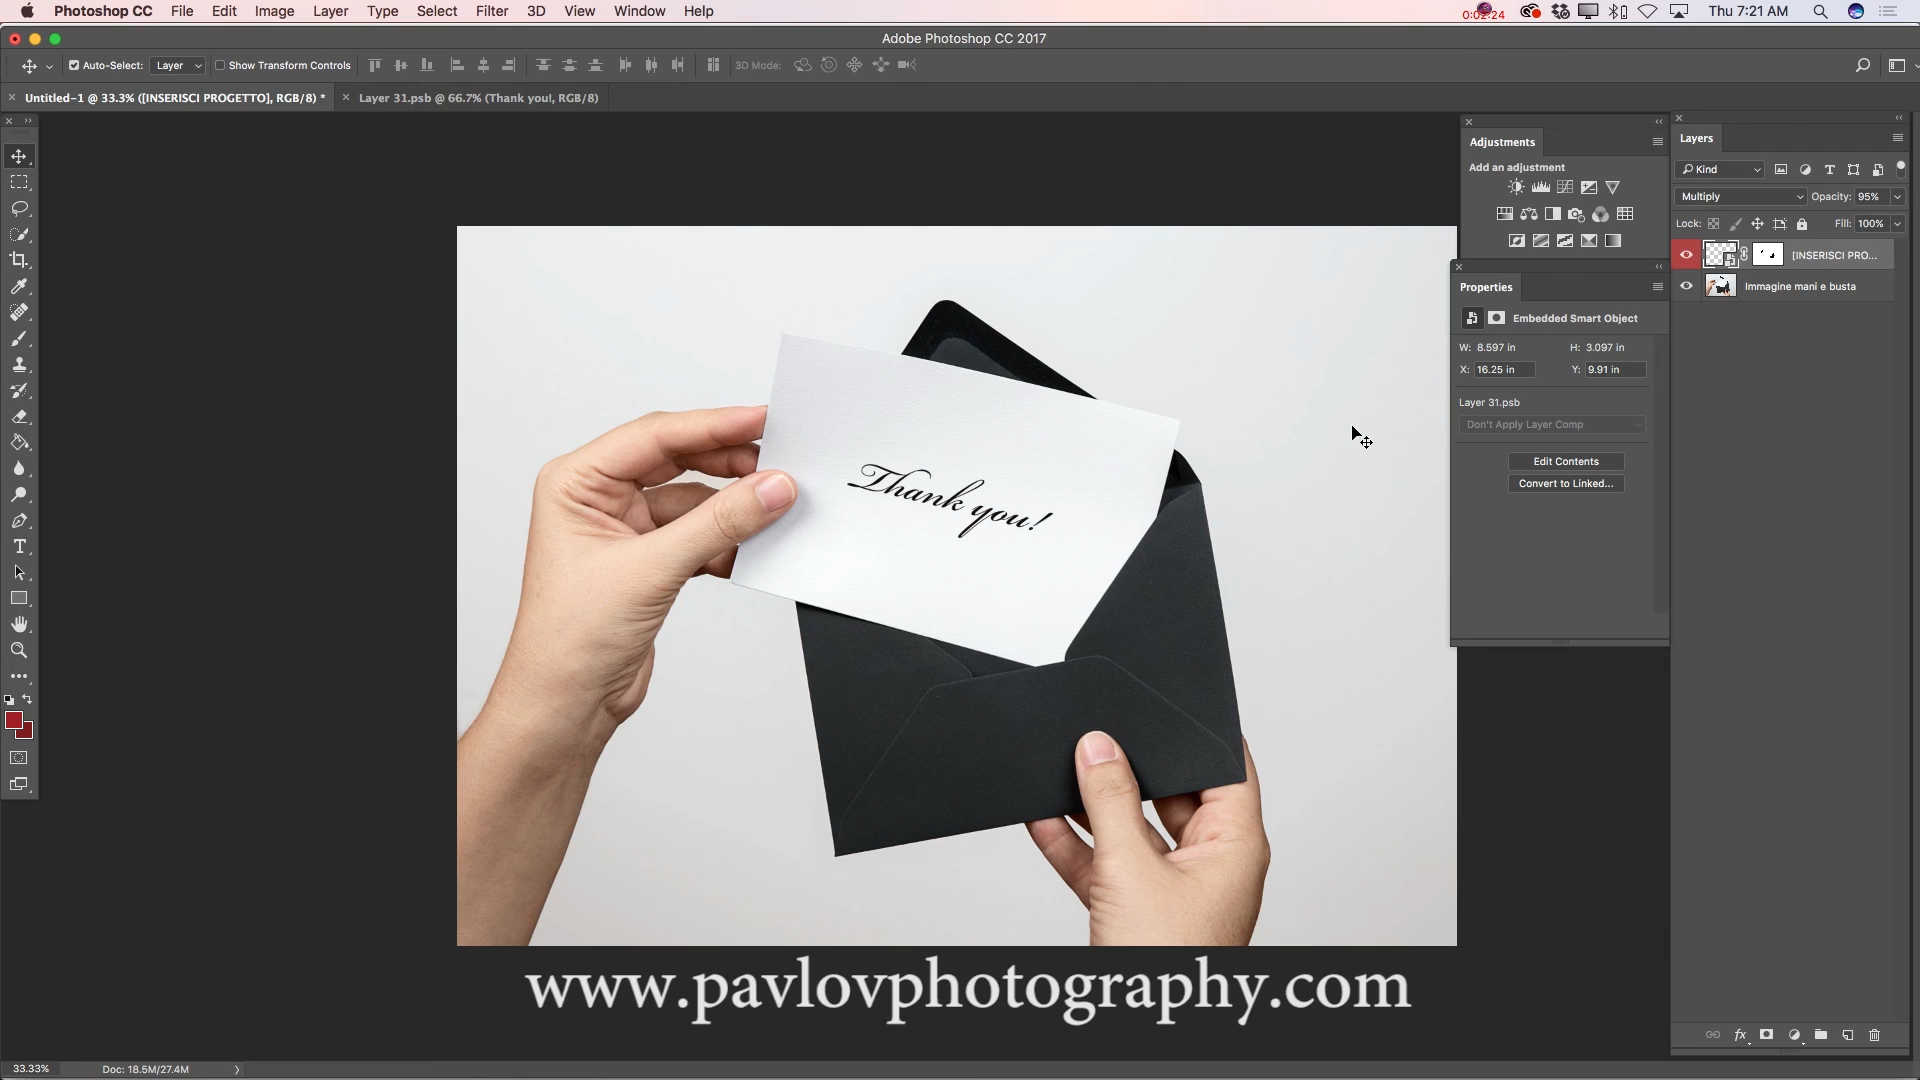 Photoshop CC File Edit Image Layer Type Select Filter 3D View Window Help
0:02:24 Thu 7:21 AM
Adobe Photoshop CC 2017
Auto-Select: Layer Show Transform Controls 3D Mode:
Untitled-1 @ 33.3% ([INSERISCI PROGETTO], RGB/8) * Layer 31.psb @ 66.7% (Thank you!, RGB/8)
Adjustments
Add an adjustment
Properties
Embedded Smart Object
W: 8.597 in H: 3.097 in
X: 16.25 in Y: 9.91 in
Layer 31.psb
Don't Apply Layer Comp
Edit Contents
Convert to Linked...
Layers
Kind
Multiply Opacity: 95%
Lock: Fill: 100%
[INSERISCI PRO...
Immagine mani e busta
Thank you!
www.pavlovphotography.com
33.33% Doc: 18.5M/27.4M